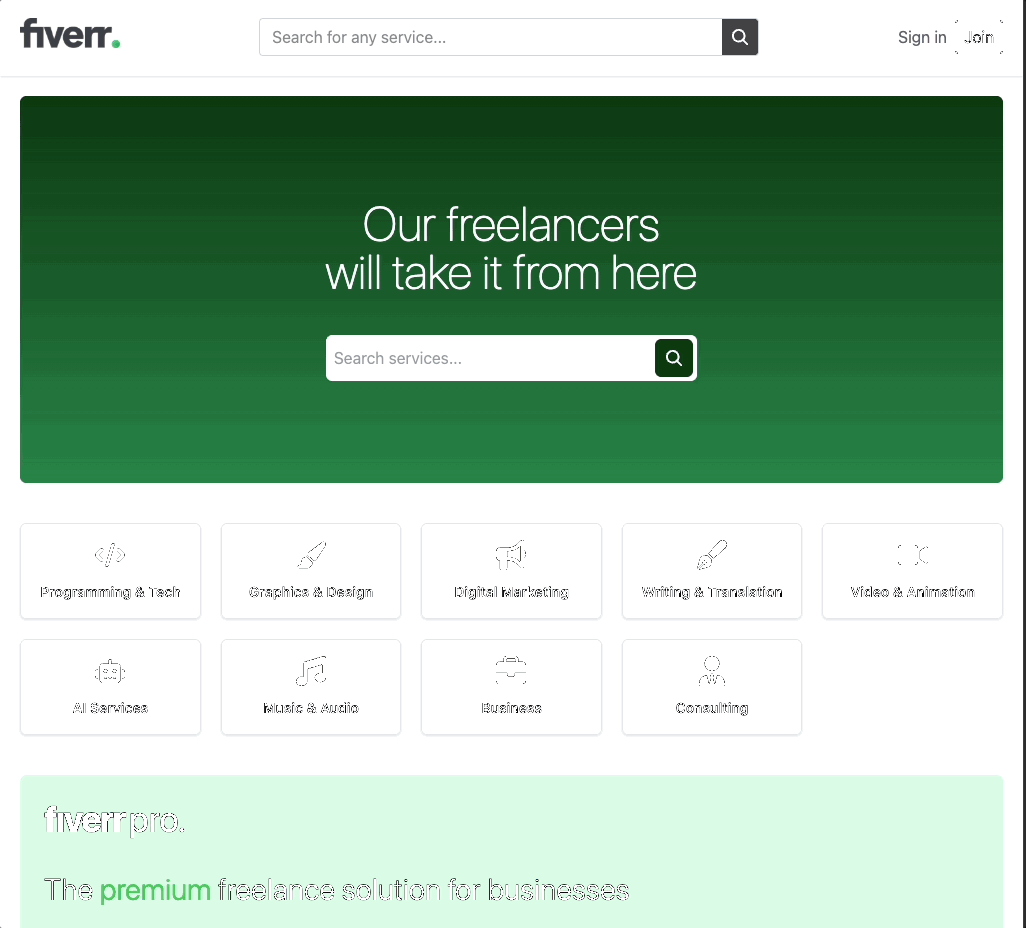 fiverr.
Search for any service...
Sign in
Join
Our freelancers
will take it from here
Search services...
Programming & Tech
Graphics & Design
Digital Marketing
Writing & Translation
Video & Animation
AI Services
Music & Audio
Business
Consulting
fiverr pro.
The premium freelance solution for businesses